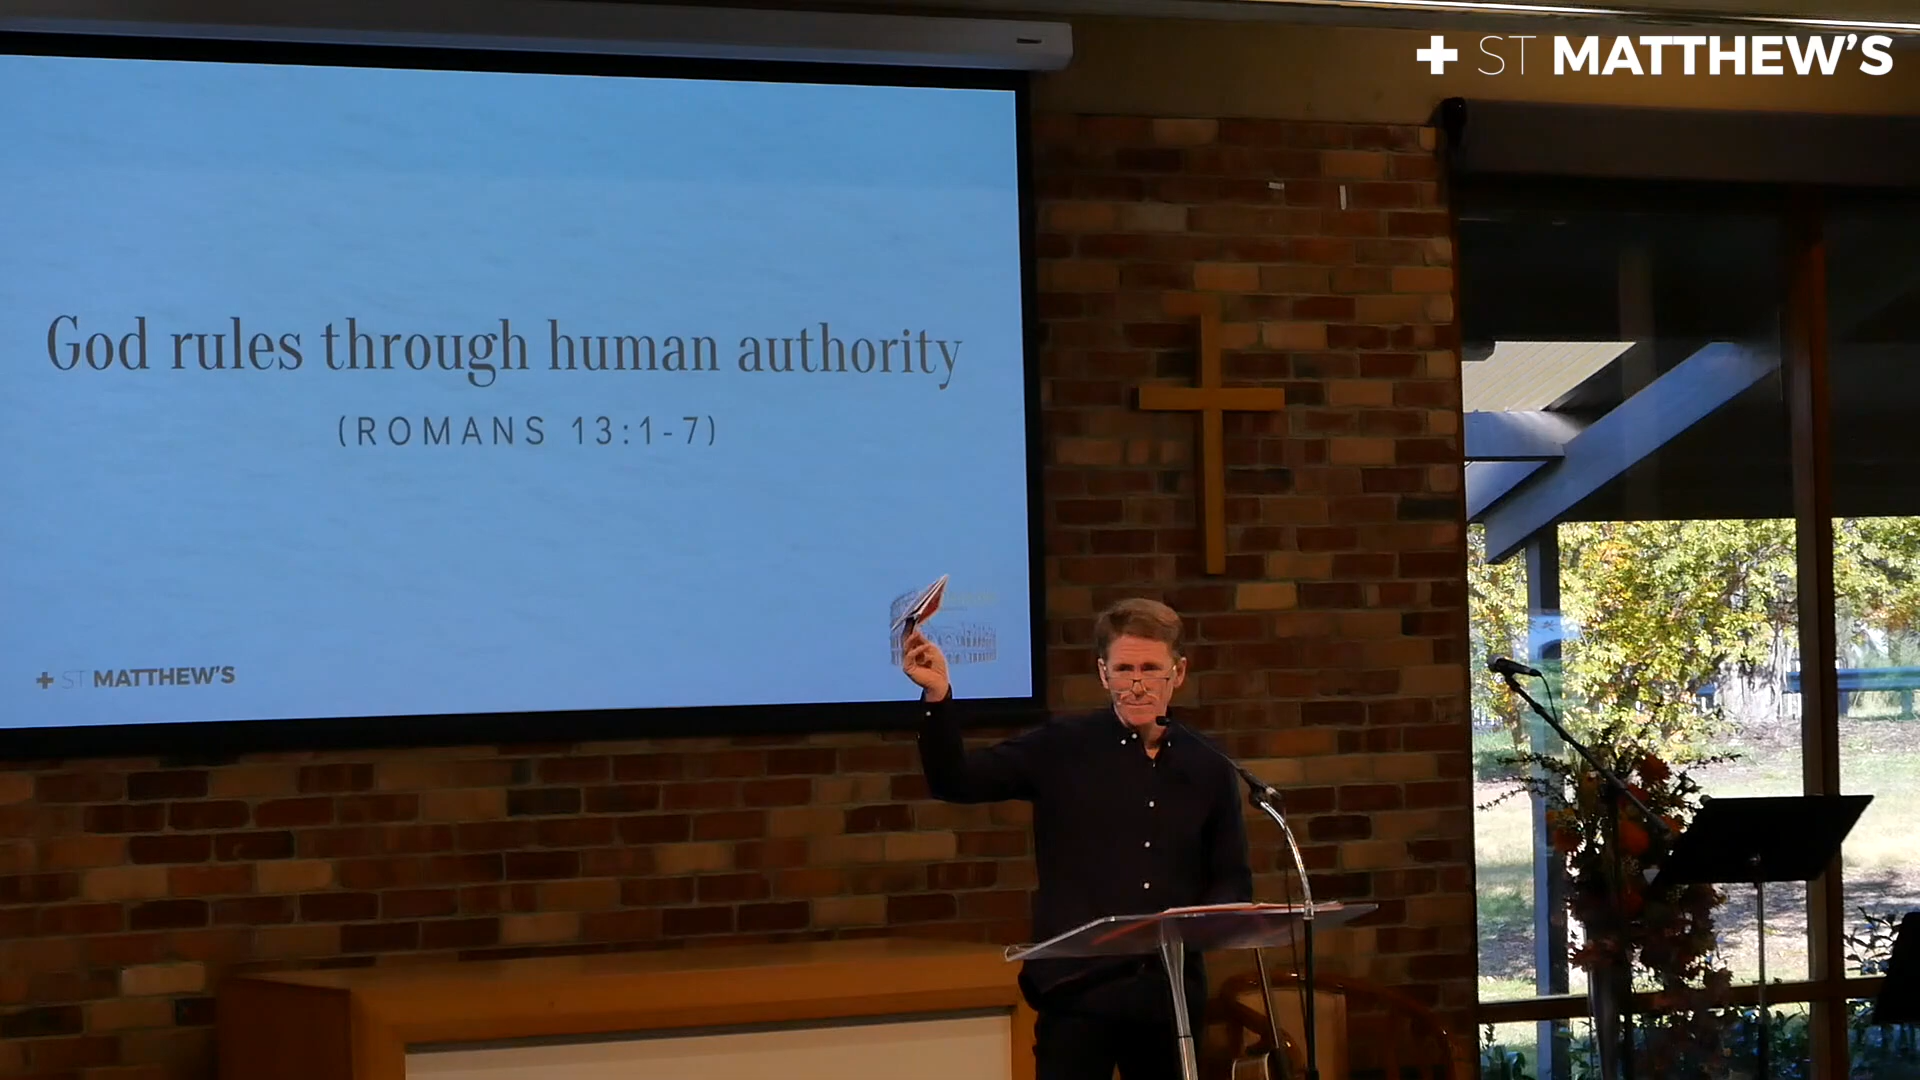 God rules through human authority
(ROMANS 13:1-7)
ST MATTHEW'S
ST MATTHEW'S